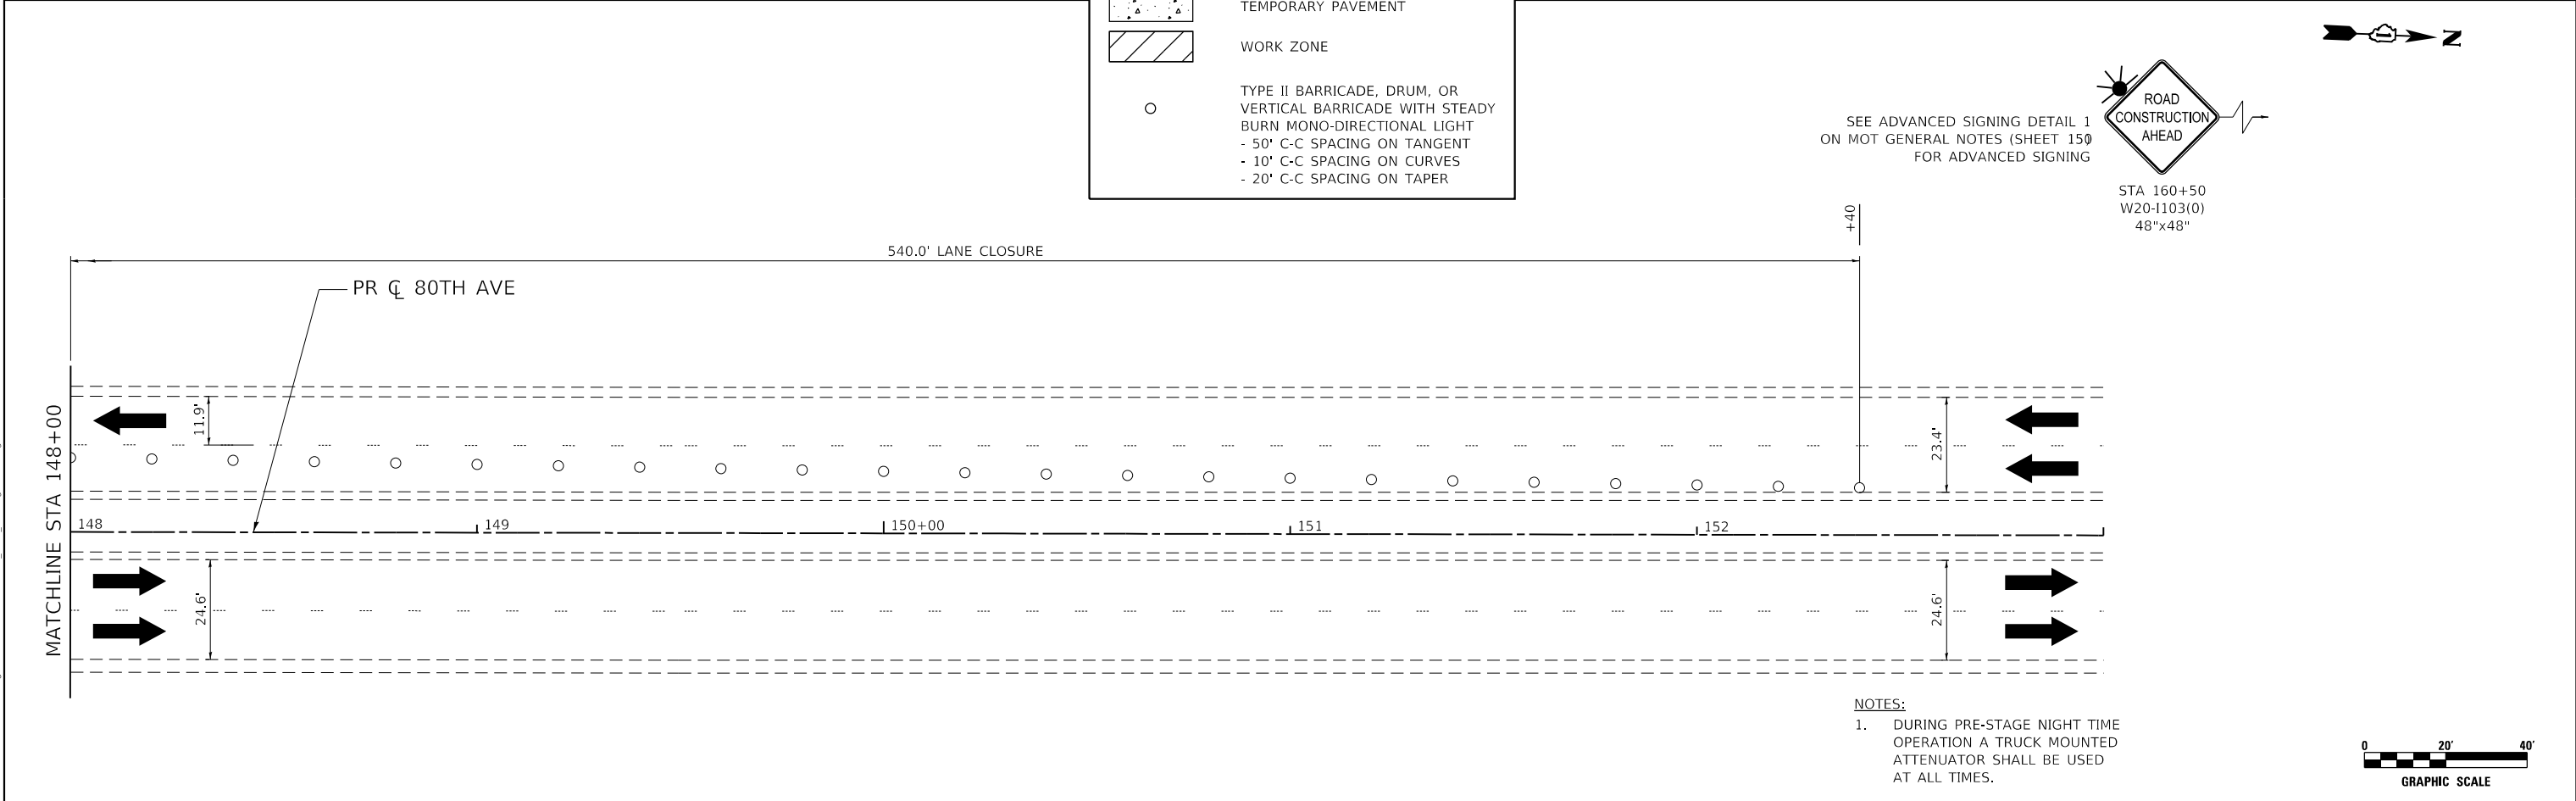 TEMPORARY PAVEMENT
WORK ZONE
TYPE II BARRICADE, DRUM, OR
VERTICAL BARRICADE WITH STEADY
BURN MONO-DIRECTIONAL LIGHT
- 50' C-C SPACING ON TANGENT
- 10' C-C SPACING ON CURVES
- 20' C-C SPACING ON TAPER
N
ROAD
CONSTRUCTION
AHEAD
SEE ADVANCED SIGNING DETAIL 1
ON MOT GENERAL NOTES (SHEET 150)
FOR ADVANCED SIGNING
STA 160+50
W20-I103(0)
48"x48"
+40
540.0' LANE CLOSURE
PR ℄ 80TH AVE
MATCHLINE STA 148+00
11.9'
23.4'
148
149
150+00
151
152
24.6'
24.6'
NOTES:
1. DURING PRE-STAGE NIGHT TIME
OPERATION A TRUCK MOUNTED
ATTENUATOR SHALL BE USED
AT ALL TIMES.
0 20' 40'
GRAPHIC SCALE